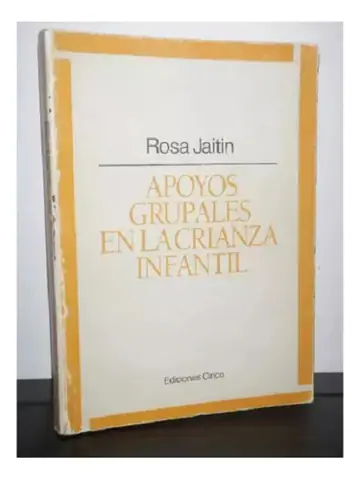 Rosa Jaitin
APOYOS
GRUPALES
EN LA CRIANZA
INFANTIL
Ediciones Cinco